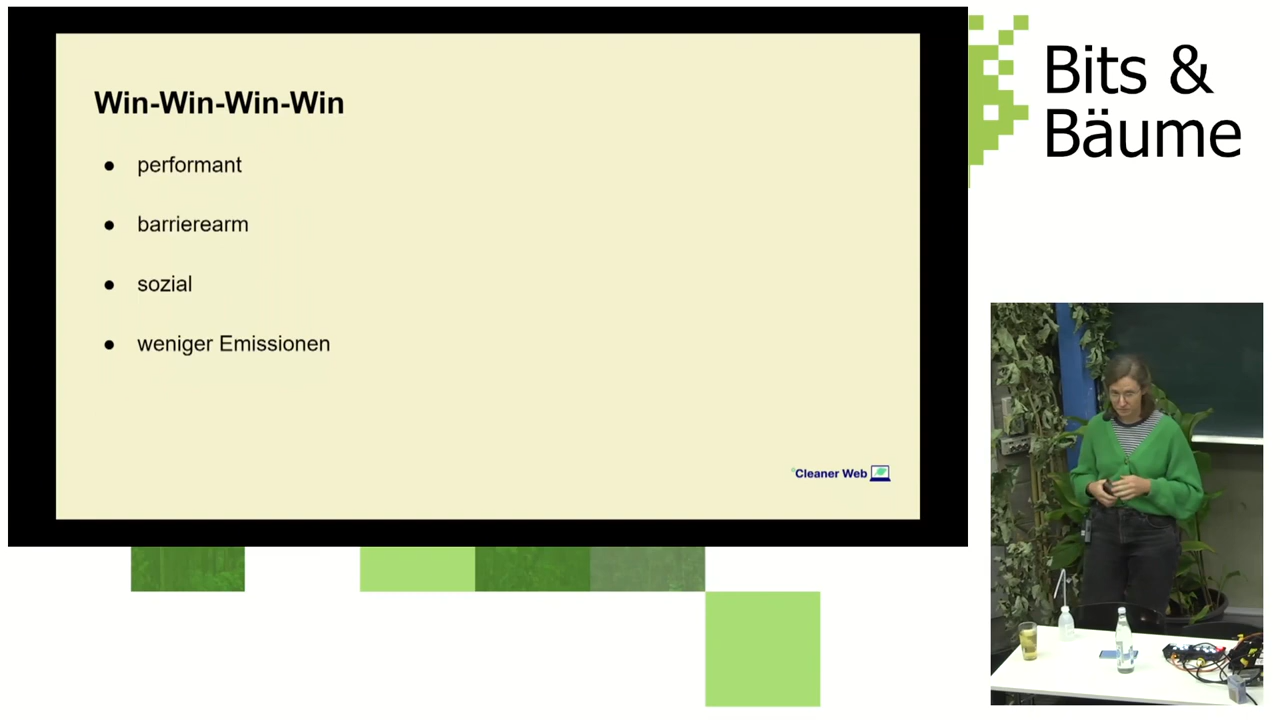 Win-Win-Win-Win
● performant
● barrierearm
● sozial
● weniger Emissionen
Cleaner Web
Bits &
Bäume